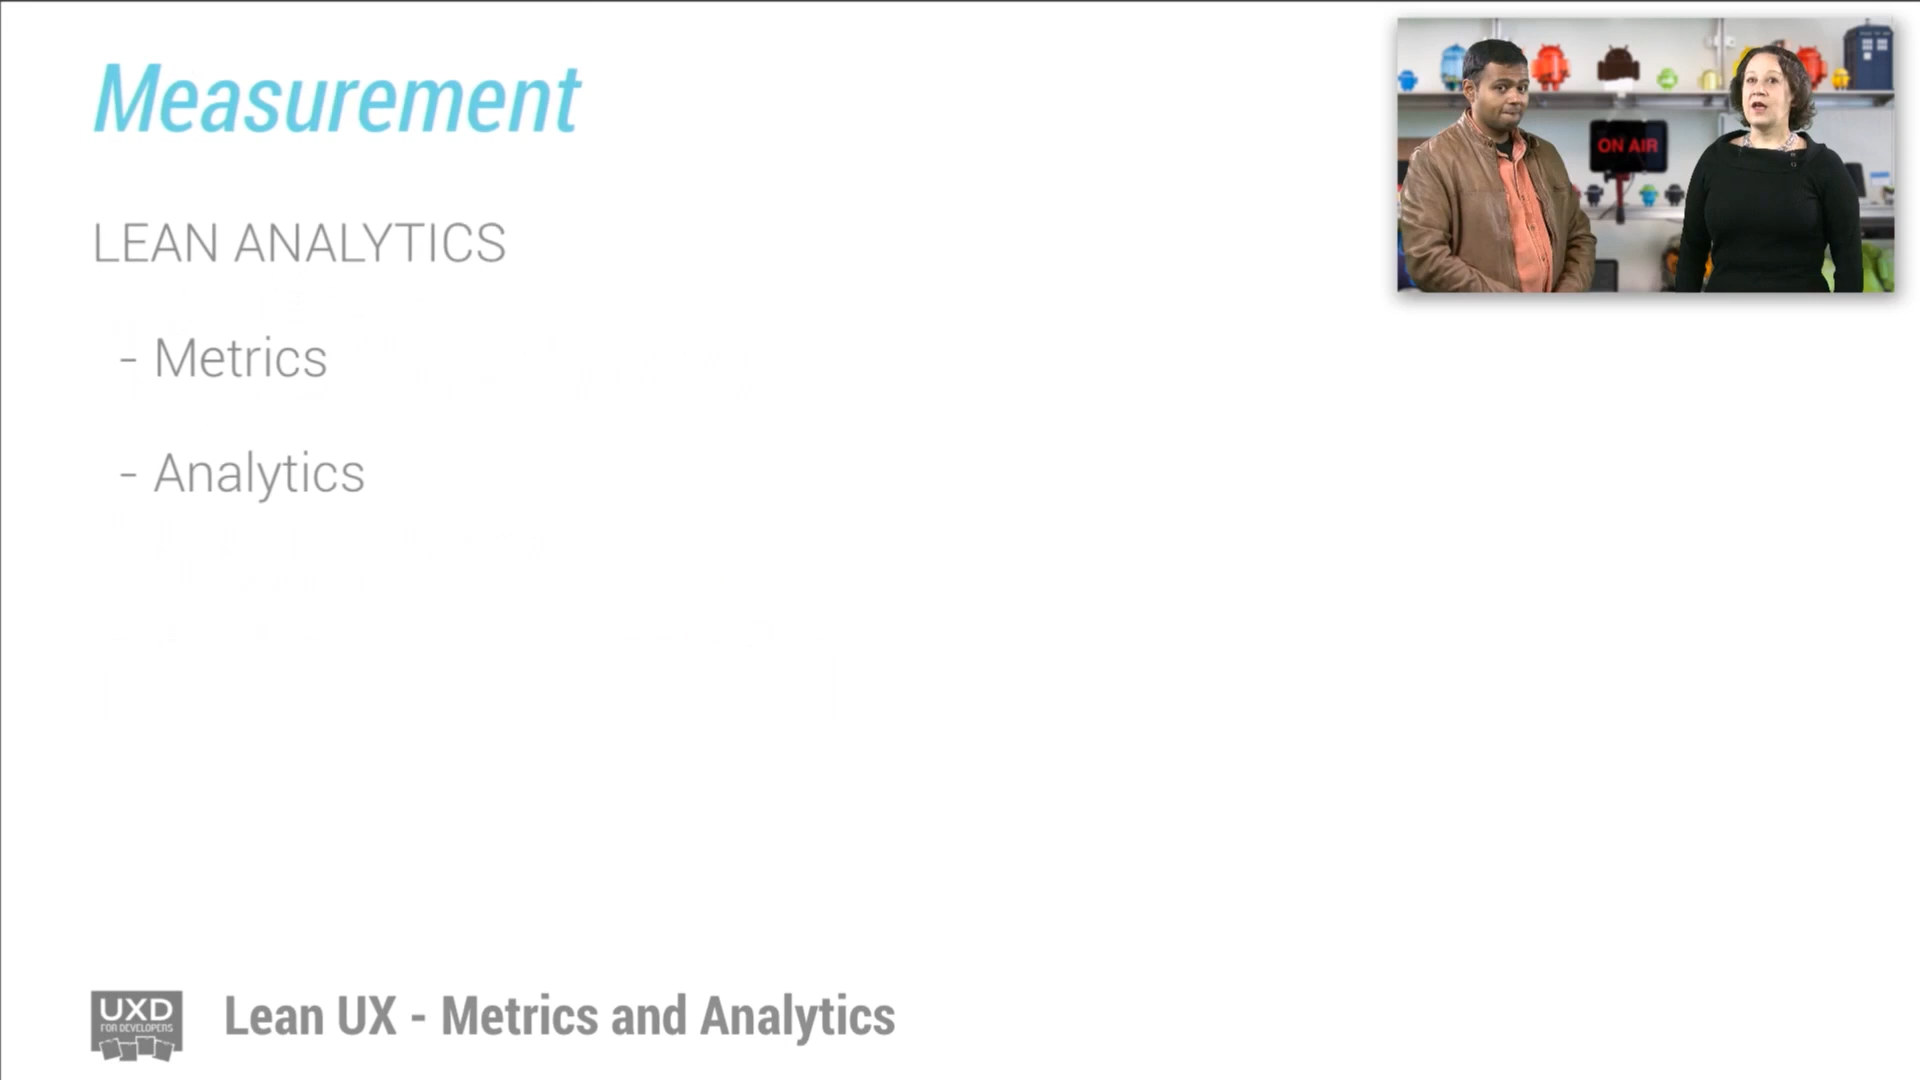 Measurement
ON AIR
LEAN ANALYTICS
- Metrics
- Analytics
UXD
FOR DEVELOPERS
Lean UX - Metrics and Analytics